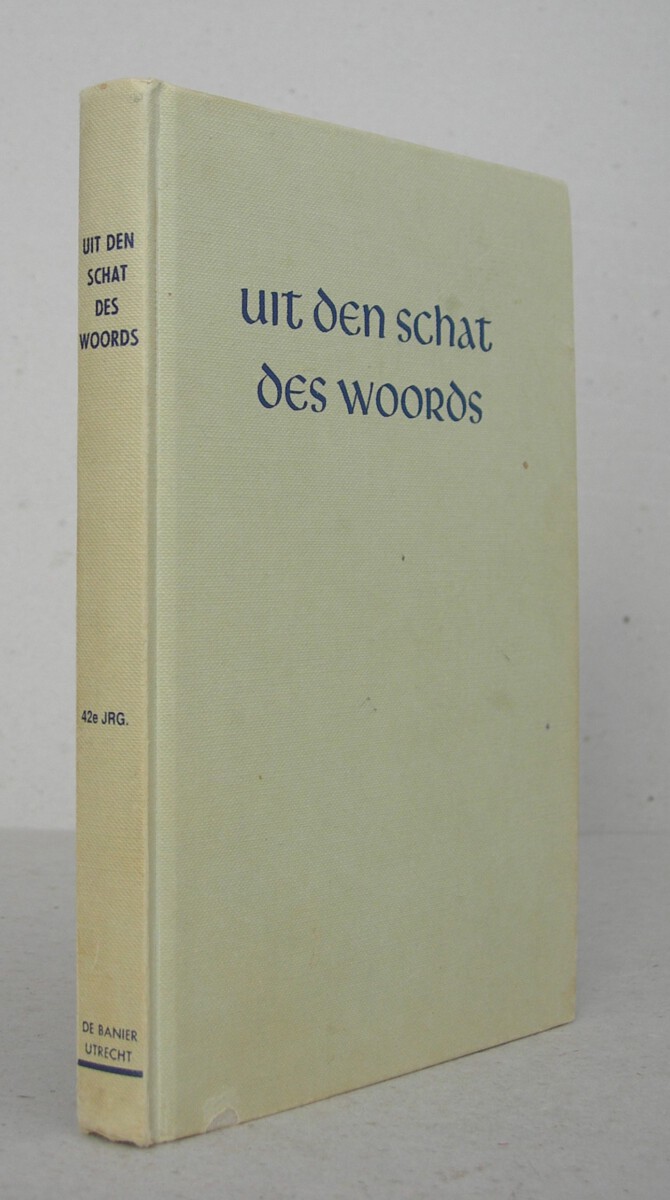 UIT DEN
SCHAT
DES
WOORDS
42e JRG.
DE BANIER
UTRECHT
uit den schat
des woords